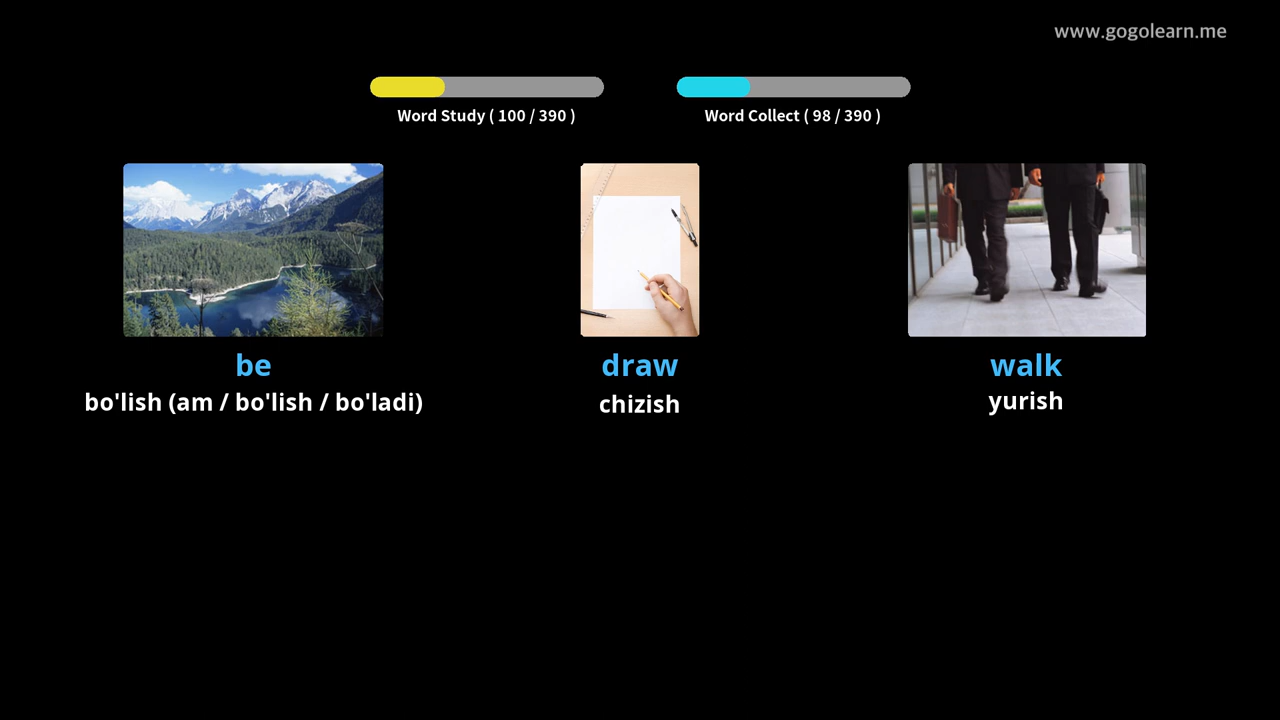 www.gogolearn.me
Word Study ( 100 / 390 )
Word Collect ( 98 / 390 )
be
draw
walk
bo'lish (am / bo'lish / bo'ladi)
chizish
yurish